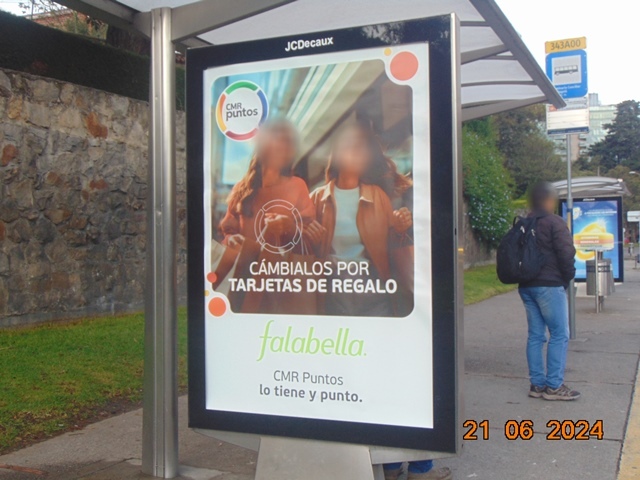 JCDecaux
CMR
puntos
CÁMBIALOS POR
TARJETAS DE REGALO
falabella.
CMR Puntos
lo tiene y punto.
343A00
21 06 2024